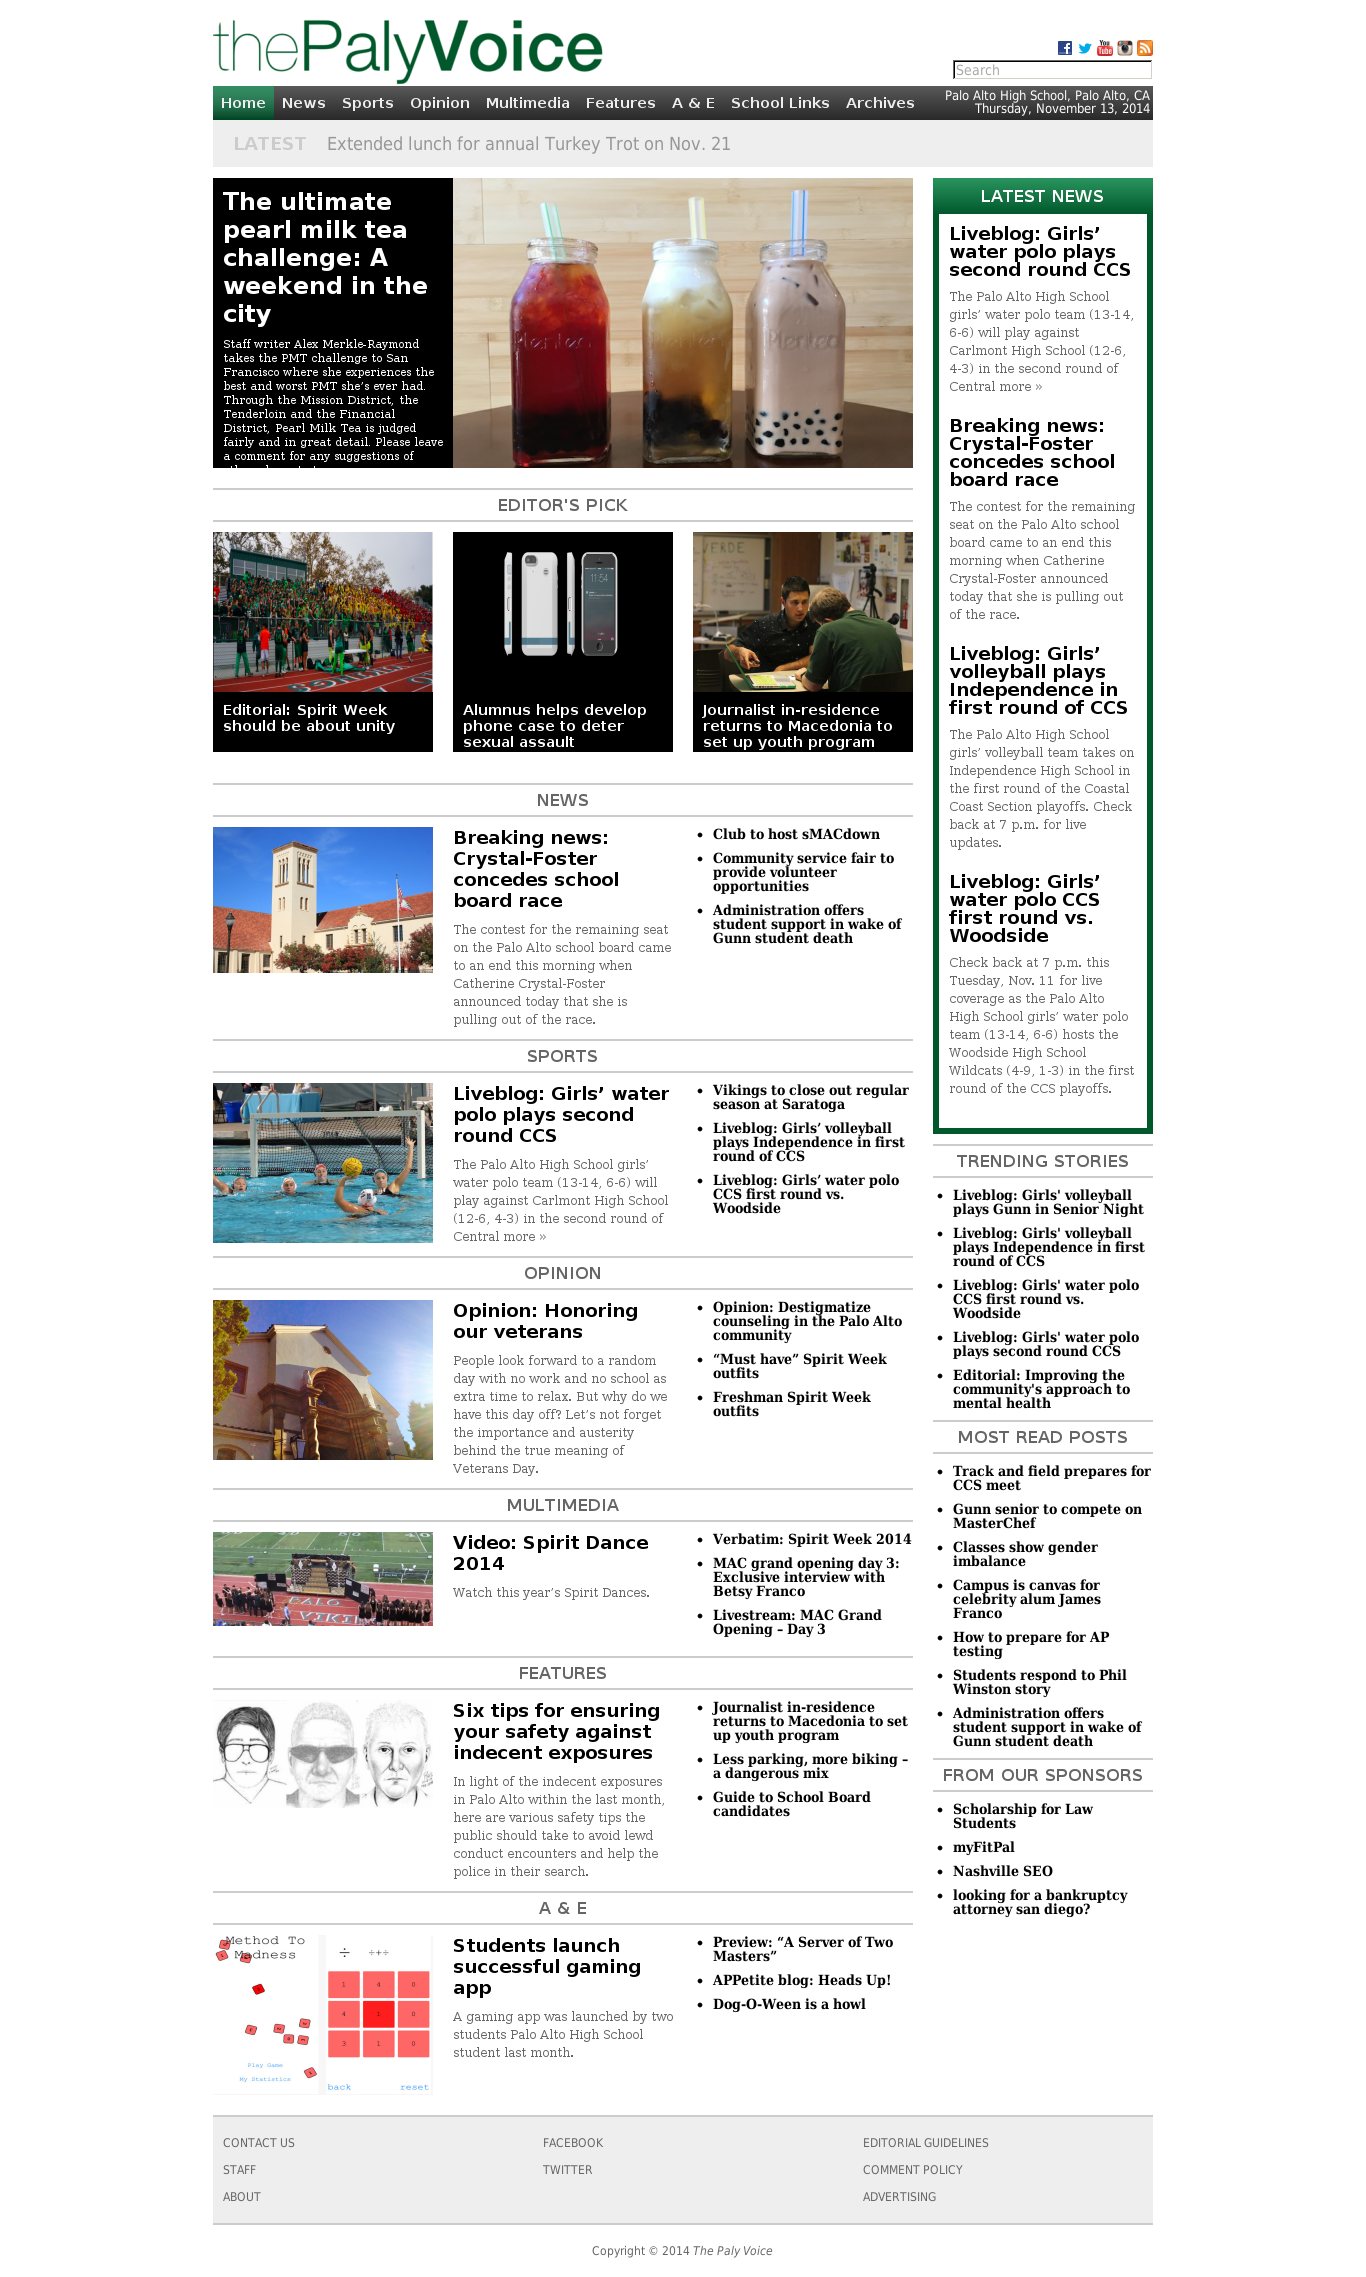 thePalyVoice
Search
Home News Sports Opinion Multimedia Features A & E School Links Archives
Palo Alto High School, Palo Alto, CA
Thursday, November 13, 2014
LATEST Extended lunch for annual Turkey Trot on Nov. 21
The ultimate
pearl milk tea
challenge: A
weekend in the
city
Staff writer Alex Merkle-Raymond
takes the PMT challenge to San
Francisco where she experiences the
best and worst PMT she's ever had.
Through the Mission District, the
Tenderloin and the Financial
District, Pearl Milk Tea is judged
fairly and in great detail. Please leave
a comment for any suggestions of
EDITOR'S PICK
Editorial: Spirit Week
should be about unity
11:54
Alumnus helps develop
phone case to deter
sexual assault
VERDE
Journalist in-residence
returns to Macedonia to
set up youth program
NEWS
Breaking news:
Crystal-Foster
concedes school
board race
The contest for the remaining seat
on the Palo Alto school board came
to an end this morning when
Catherine Crystal-Foster
announced today that she is
pulling out of the race.
• Club to host sMACdown
• Community service fair to
provide volunteer
opportunities
• Administration offers
student support in wake of
Gunn student death
SPORTS
Liveblog: Girls’ water
polo plays second
round CCS
The Palo Alto High School girls’
water polo team (13-14, 6-6) will
play against Carlmont High School
(12-6, 4-3) in the second round of
Central more »
• Vikings to close out regular
season at Saratoga
• Liveblog: Girls’ volleyball
plays Independence in first
round of CCS
• Liveblog: Girls’ water polo
CCS first round vs.
Woodside
OPINION
Opinion: Honoring
our veterans
People look forward to a random
day with no work and no school as
extra time to relax. But why do we
have this day off? Let’s not forget
the importance and austerity
behind the true meaning of
Veterans Day.
• Opinion: Destigmatize
counseling in the Palo Alto
community
• “Must have” Spirit Week
outfits
• Freshman Spirit Week
outfits
MULTIMEDIA
PALO
VIKI
Video: Spirit Dance
2014
Watch this year’s Spirit Dances.
• Verbatim: Spirit Week 2014
• MAC grand opening day 3:
Exclusive interview with
Betsy Franco
• Livestream: MAC Grand
Opening – Day 3
FEATURES
Six tips for ensuring
your safety against
indecent exposures
In light of the indecent exposures
in Palo Alto within the last month,
here are various safety tips the
public should take to avoid lewd
conduct encounters and help the
police in their search.
• Journalist in-residence
returns to Macedonia to set
up youth program
• Less parking, more biking –
a dangerous mix
• Guide to School Board
candidates
A & E
Method To
Madness
Play Game
My Statistics
÷ ÷+÷
1 4 0
4 1 0
3 1 6
back reset
Students launch
successful gaming
app
A gaming app was launched by two
students Palo Alto High School
student last month.
• Preview: “A Server of Two
Masters”
• APPetite blog: Heads Up!
• Dog-O-Ween is a howl
LATEST NEWS
Liveblog: Girls’
water polo plays
second round CCS
The Palo Alto High School
girls’ water polo team (13-14,
6-6) will play against
Carlmont High School (12-6,
4-3) in the second round of
Central more »
Breaking news:
Crystal-Foster
concedes school
board race
The contest for the remaining
seat on the Palo Alto school
board came to an end this
morning when Catherine
Crystal-Foster announced
today that she is pulling out
of the race.
Liveblog: Girls’
volleyball plays
Independence in
first round of CCS
The Palo Alto High School
girls’ volleyball team takes on
Independence High School in
the first round of the Coastal
Coast Section playoffs. Check
back at 7 p.m. for live
updates.
Liveblog: Girls’
water polo CCS
first round vs.
Woodside
Check back at 7 p.m. this
Tuesday, Nov. 11 for live
coverage as the Palo Alto
High School girls’ water polo
team (13-14, 6-6) hosts the
Woodside High School
Wildcats (4-9, 1-3) in the first
round of the CCS playoffs.
TRENDING STORIES
• Liveblog: Girls' volleyball
plays Gunn in Senior Night
• Liveblog: Girls' volleyball
plays Independence in first
round of CCS
• Liveblog: Girls' water polo
CCS first round vs.
Woodside
• Liveblog: Girls' water polo
plays second round CCS
• Editorial: Improving the
community's approach to
mental health
MOST READ POSTS
• Track and field prepares for
CCS meet
• Gunn senior to compete on
MasterChef
• Classes show gender
imbalance
• Campus is canvas for
celebrity alum James
Franco
• How to prepare for AP
testing
• Students respond to Phil
Winston story
• Administration offers
student support in wake of
Gunn student death
FROM OUR SPONSORS
• Scholarship for Law
Students
• myFitPal
• Nashville SEO
• looking for a bankruptcy
attorney san diego?
CONTACT US FACEBOOK EDITORIAL GUIDELINES
STAFF TWITTER COMMENT POLICY
ABOUT ADVERTISING
Copyright © 2014 The Paly Voice